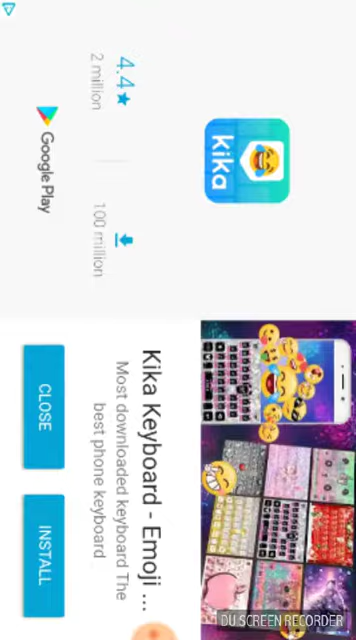 kika
4.4★
2 million
100 million
Google Play
Kika Keyboard - Emoji ...
Most downloaded keyboard The
best phone keyboard
CLOSE
INSTALL
DU SCREEN RECORDER